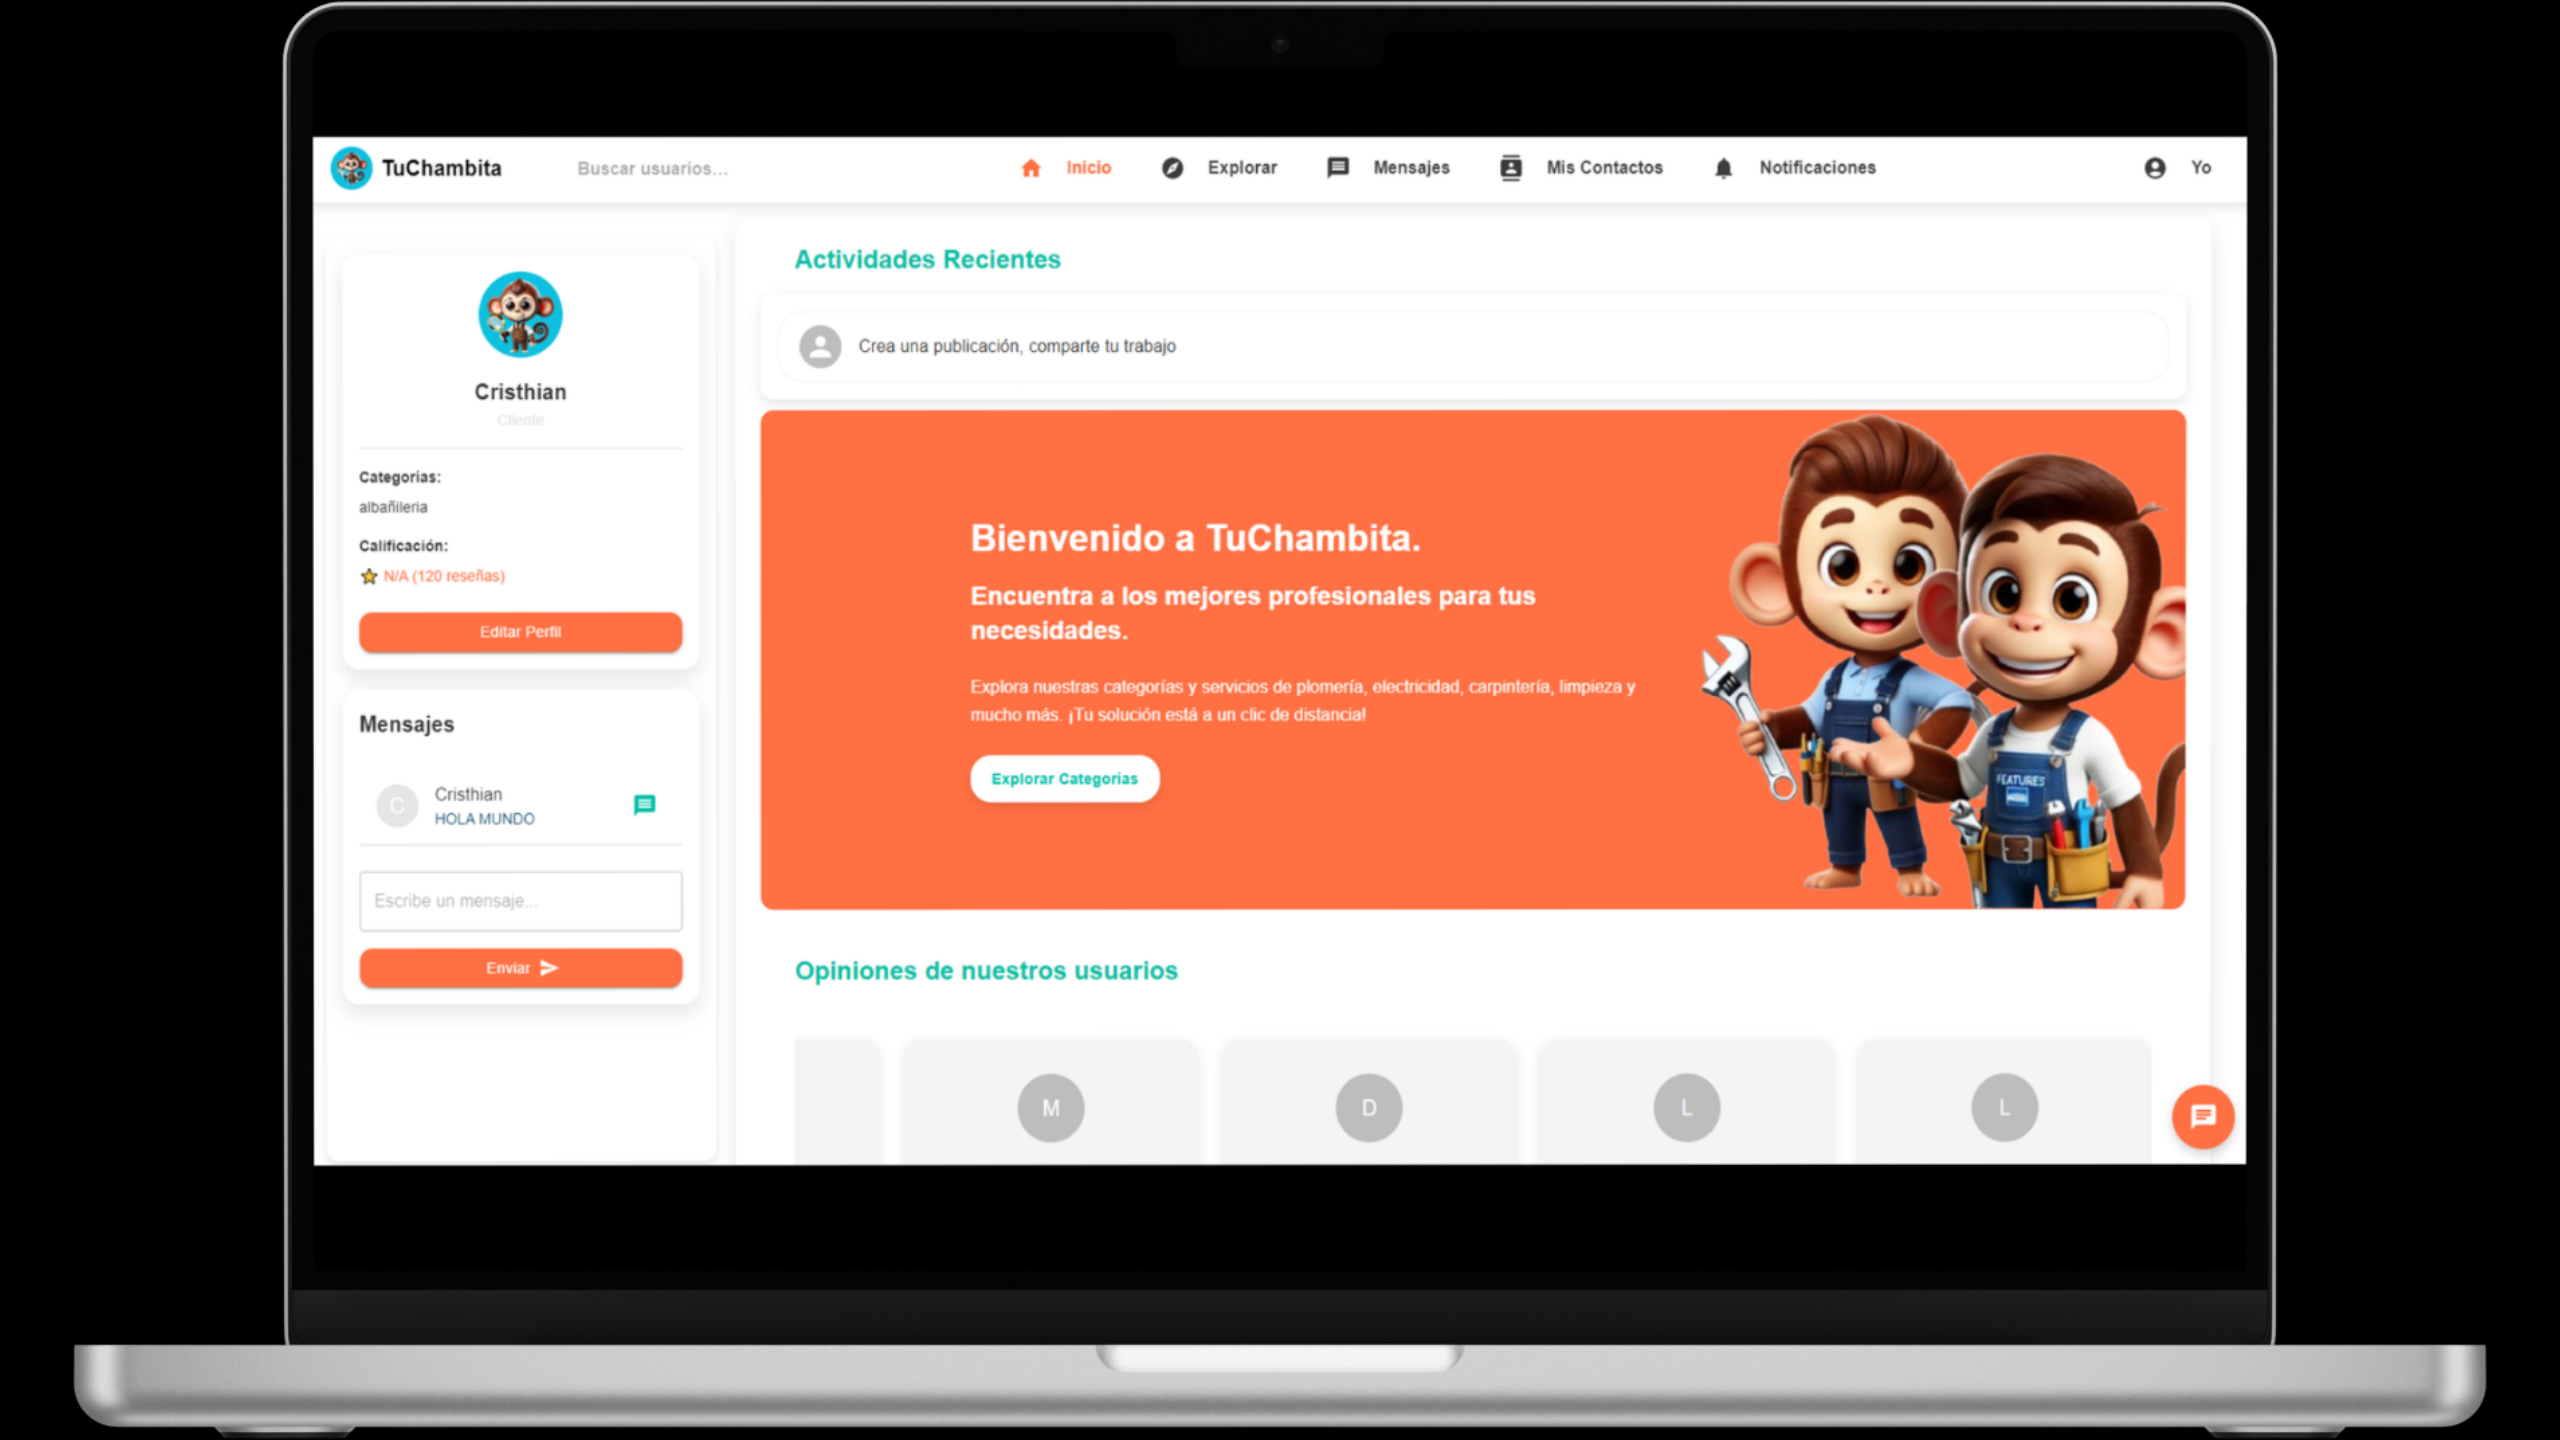 TuChambita
Buscar usuarios...
Inicio
Explorar
Mensajes
Mis Contactos
Notificaciones
Yo
Cristhian
Cliente
Categorías:
albañileria
Calificación:
N/A (120 reseñas)
Editar Perfil
Mensajes
C
Cristhian
HOLA MUNDO
Escribe un mensaje...
Enviar
Actividades Recientes
Crea una publicación, comparte tu trabajo
Bienvenido a TuChambita.
Encuentra a los mejores profesionales para tus
necesidades.
Explora nuestras categorías y servicios de plomería, electricidad, carpintería, limpieza y
mucho más. ¡Tu solución está a un clic de distancia!
Explorar Categorías
FEATURES
Opiniones de nuestros usuarios
M
D
L
L